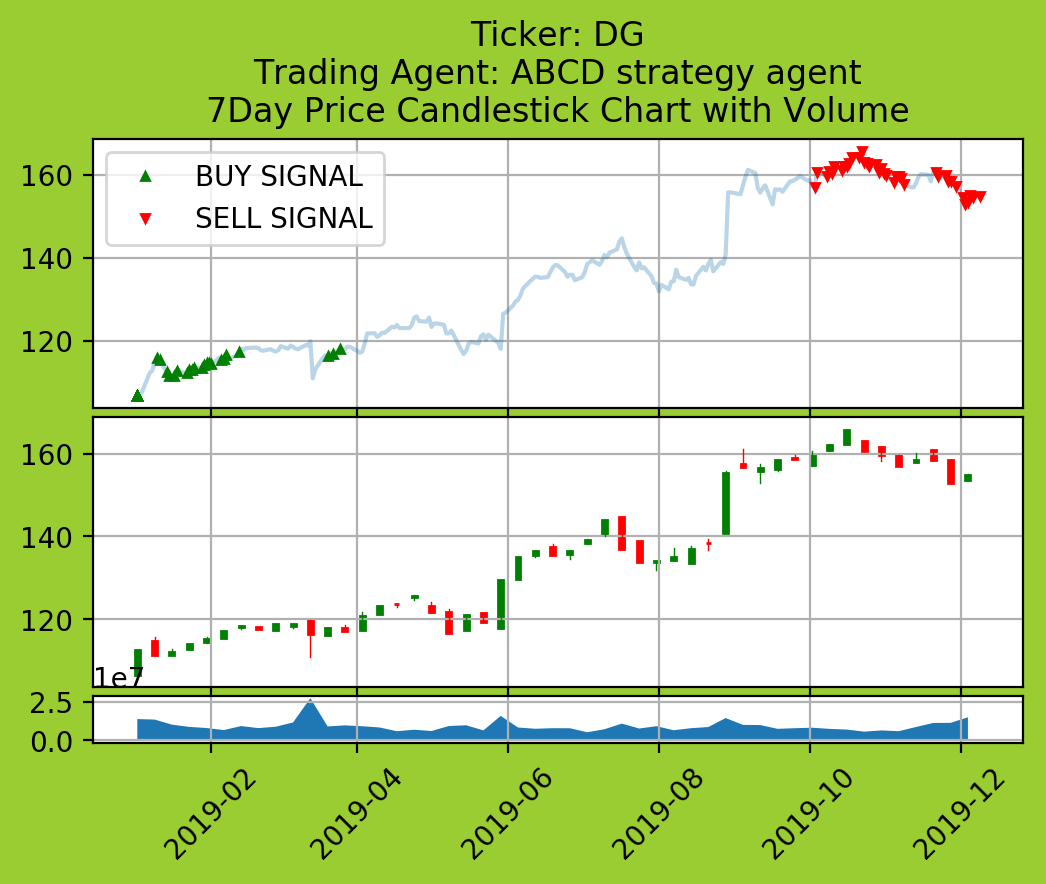 Ticker: DG
Trading Agent: ABCD strategy agent
7Day Price Candlestick Chart with Volume
BUY SIGNAL
SELL SIGNAL
160
140
120
160
140
120
1e7
2.5
0.0
2019-02
2019-04
2019-06
2019-08
2019-10
2019-12